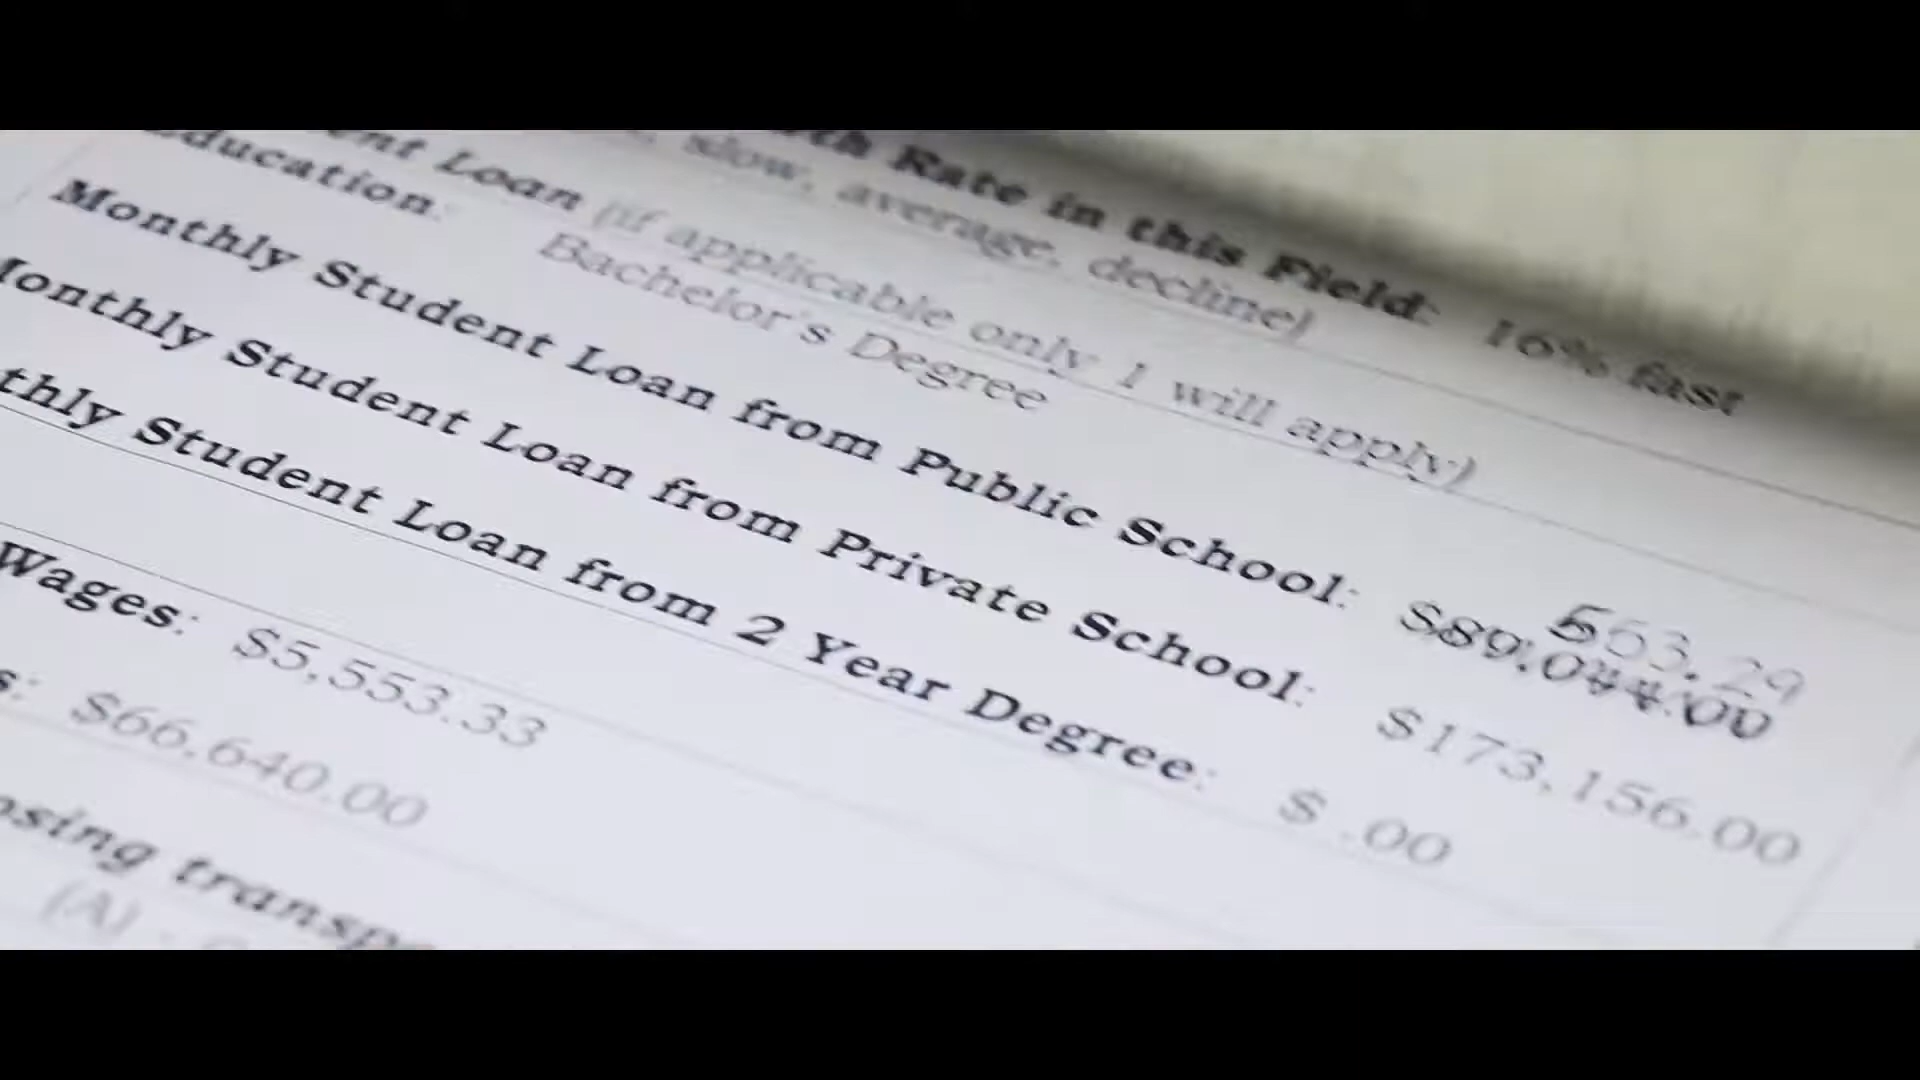 Rate in this Field: 16% fast
slow, average, decline)
Loan (if applicable only 1 will apply)
Education: Bachelor's Degree
Monthly Student Loan from Public School: $89,044.00
563.29
Student Loan from Private School: $173,156.00
Student Loan from 2 Year Degree: $ .00
Wages: $5,553.33
$66,640.00
(A)